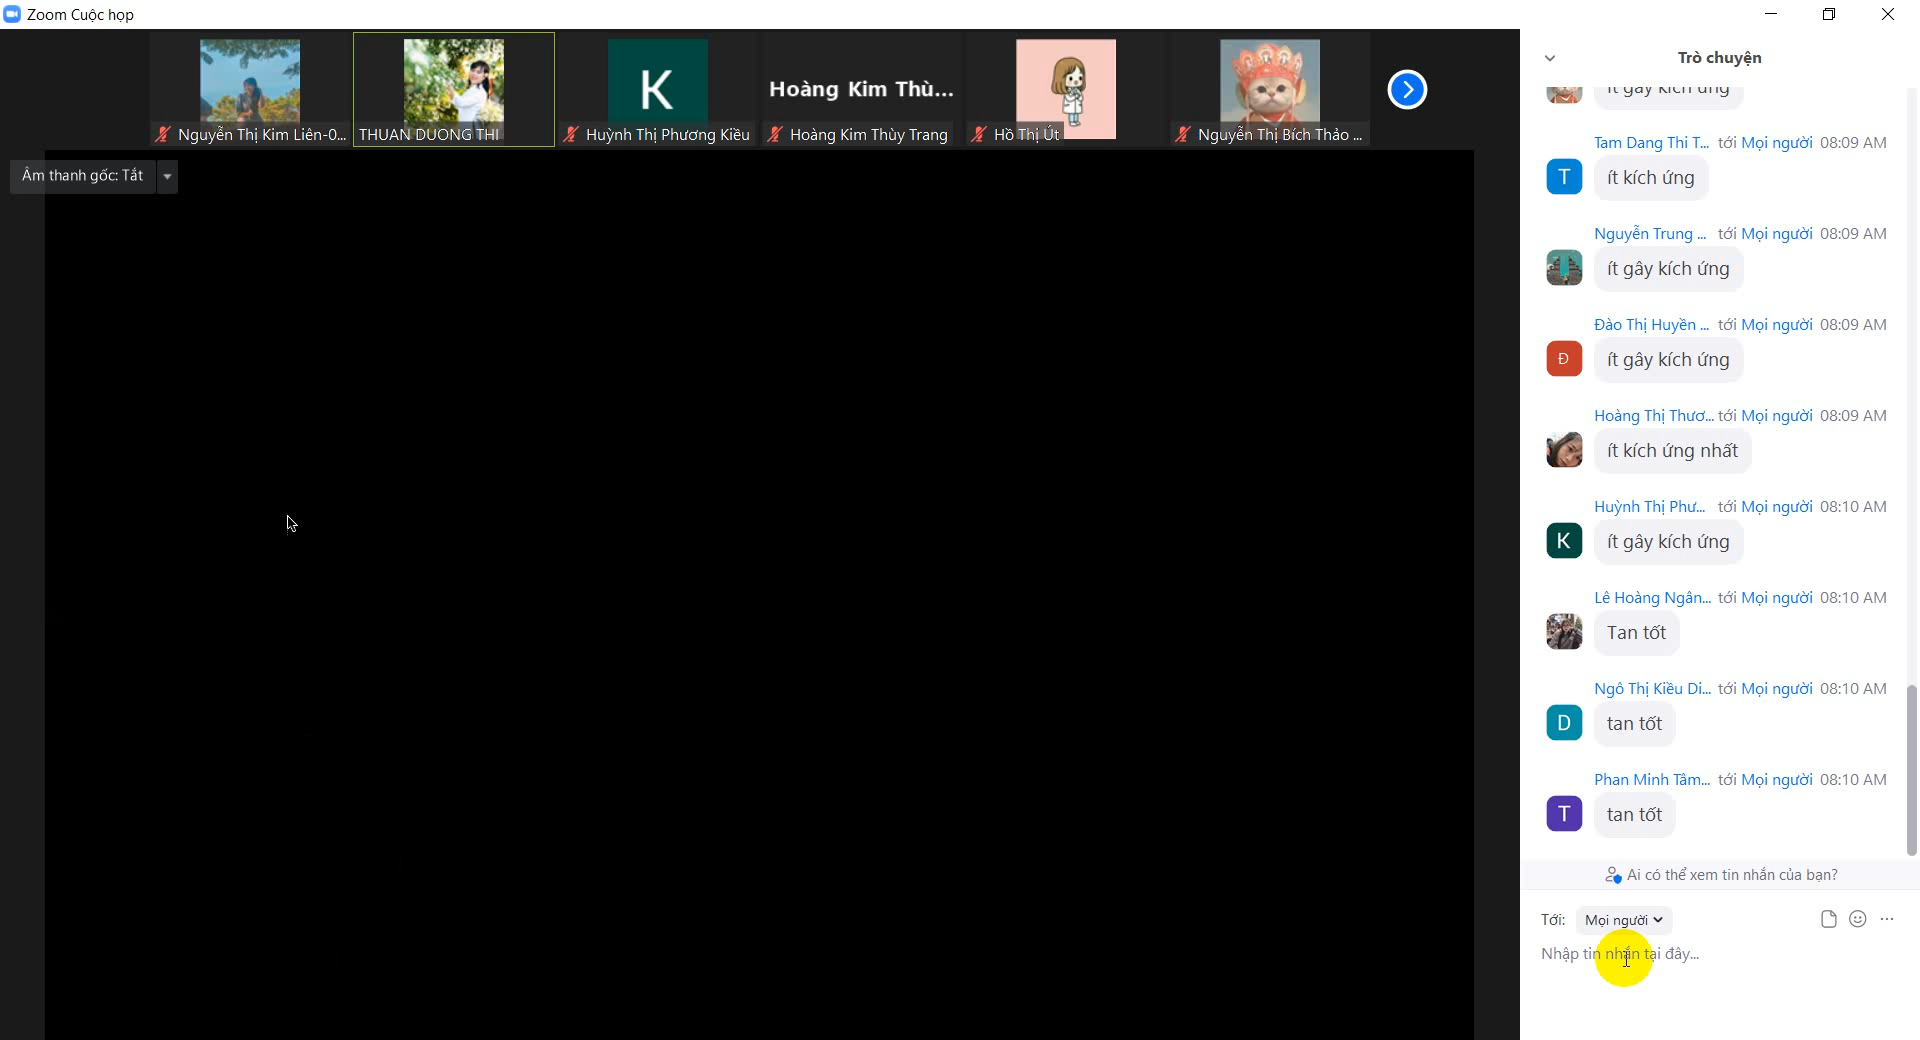 Zoom Cuộc họp
K
Hoàng Kim Thù...
Nguyễn Thị Kim Liên-0...
THUAN DUONG THI
Huỳnh Thị Phương Kiều
Hoàng Kim Thùy Trang
Hồ Thị Út
Nguyễn Thị Bích Thảo ...
Âm thanh gốc: Tắt
Trò chuyện
ít gây kích ứng
Tam Dang Thi T... tới Mọi người 08:09 AM
T
ít kích ứng
Nguyễn Trung ... tới Mọi người 08:09 AM
ít gây kích ứng
Đào Thị Huyền ... tới Mọi người 08:09 AM
Đ
ít gây kích ứng
Hoàng Thị Thươ... tới Mọi người 08:09 AM
ít kích ứng nhất
Huỳnh Thị Phư... tới Mọi người 08:10 AM
K
ít gây kích ứng
Lê Hoàng Ngân... tới Mọi người 08:10 AM
Tan tốt
Ngô Thị Kiều Di... tới Mọi người 08:10 AM
D
tan tốt
Phan Minh Tâm... tới Mọi người 08:10 AM
T
tan tốt
Ai có thể xem tin nhắn của bạn?
Tới: Mọi người
Nhập tin nhắn tại đây...